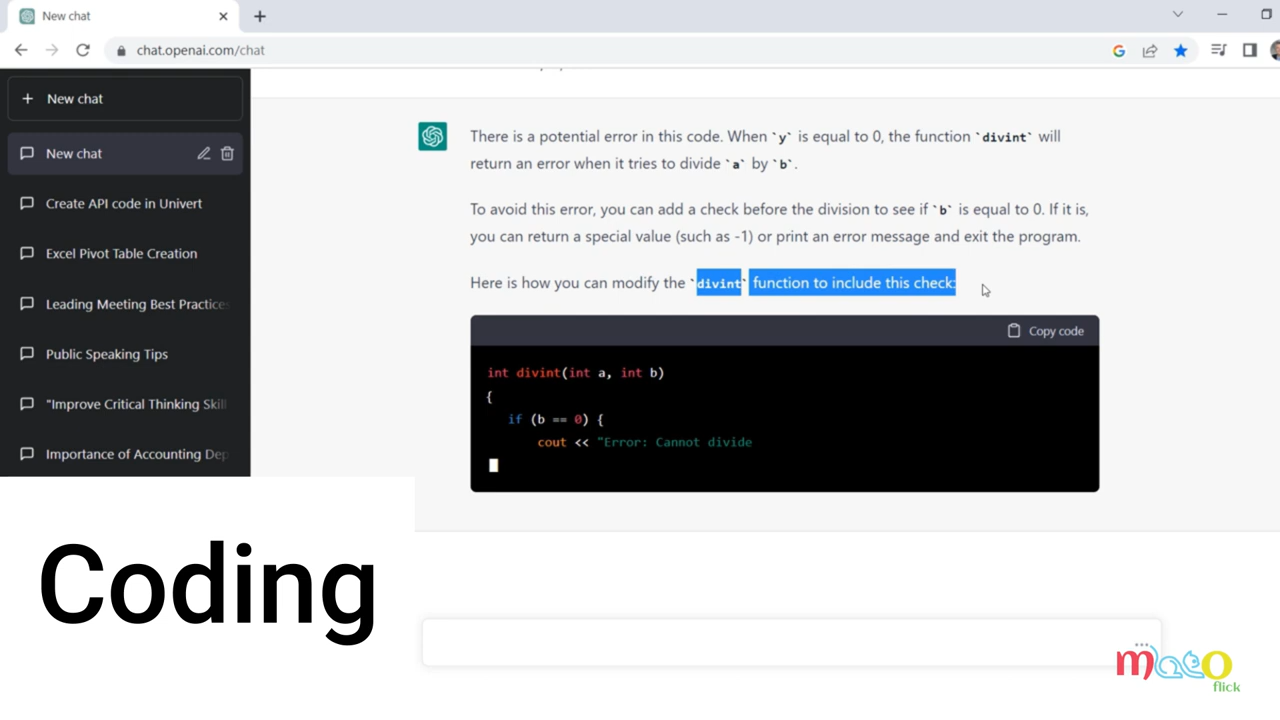 New chat
chat.openai.com/chat
New chat
New chat
Create API code in Univert
Excel Pivot Table Creation
Leading Meeting Best Practices
Public Speaking Tips
"Improve Critical Thinking Skil
Importance of Accounting Dep
There is a potential error in this code. When `y` is equal to 0, the function `divint` will
return an error when it tries to divide `a` by `b`.
To avoid this error, you can add a check before the division to see if `b` is equal to 0. If it is,
you can return a special value (such as -1) or print an error message and exit the program.
Here is how you can modify the `divint` function to include this check:
Copy code
int divint(int a, int b)
{
if (b == 0) {
cout << "Error: Cannot divide
Coding
flick